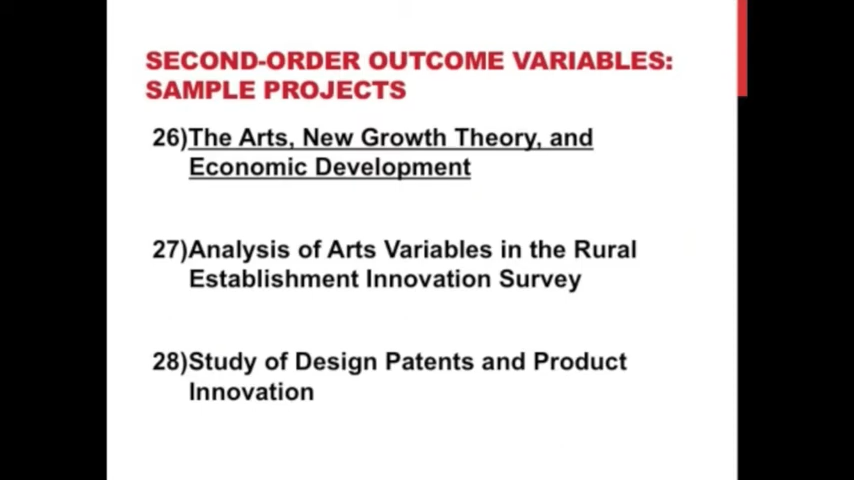 SECOND-ORDER OUTCOME VARIABLES:
SAMPLE PROJECTS
26)The Arts, New Growth Theory, and
Economic Development
27)Analysis of Arts Variables in the Rural
Establishment Innovation Survey
28)Study of Design Patents and Product
Innovation